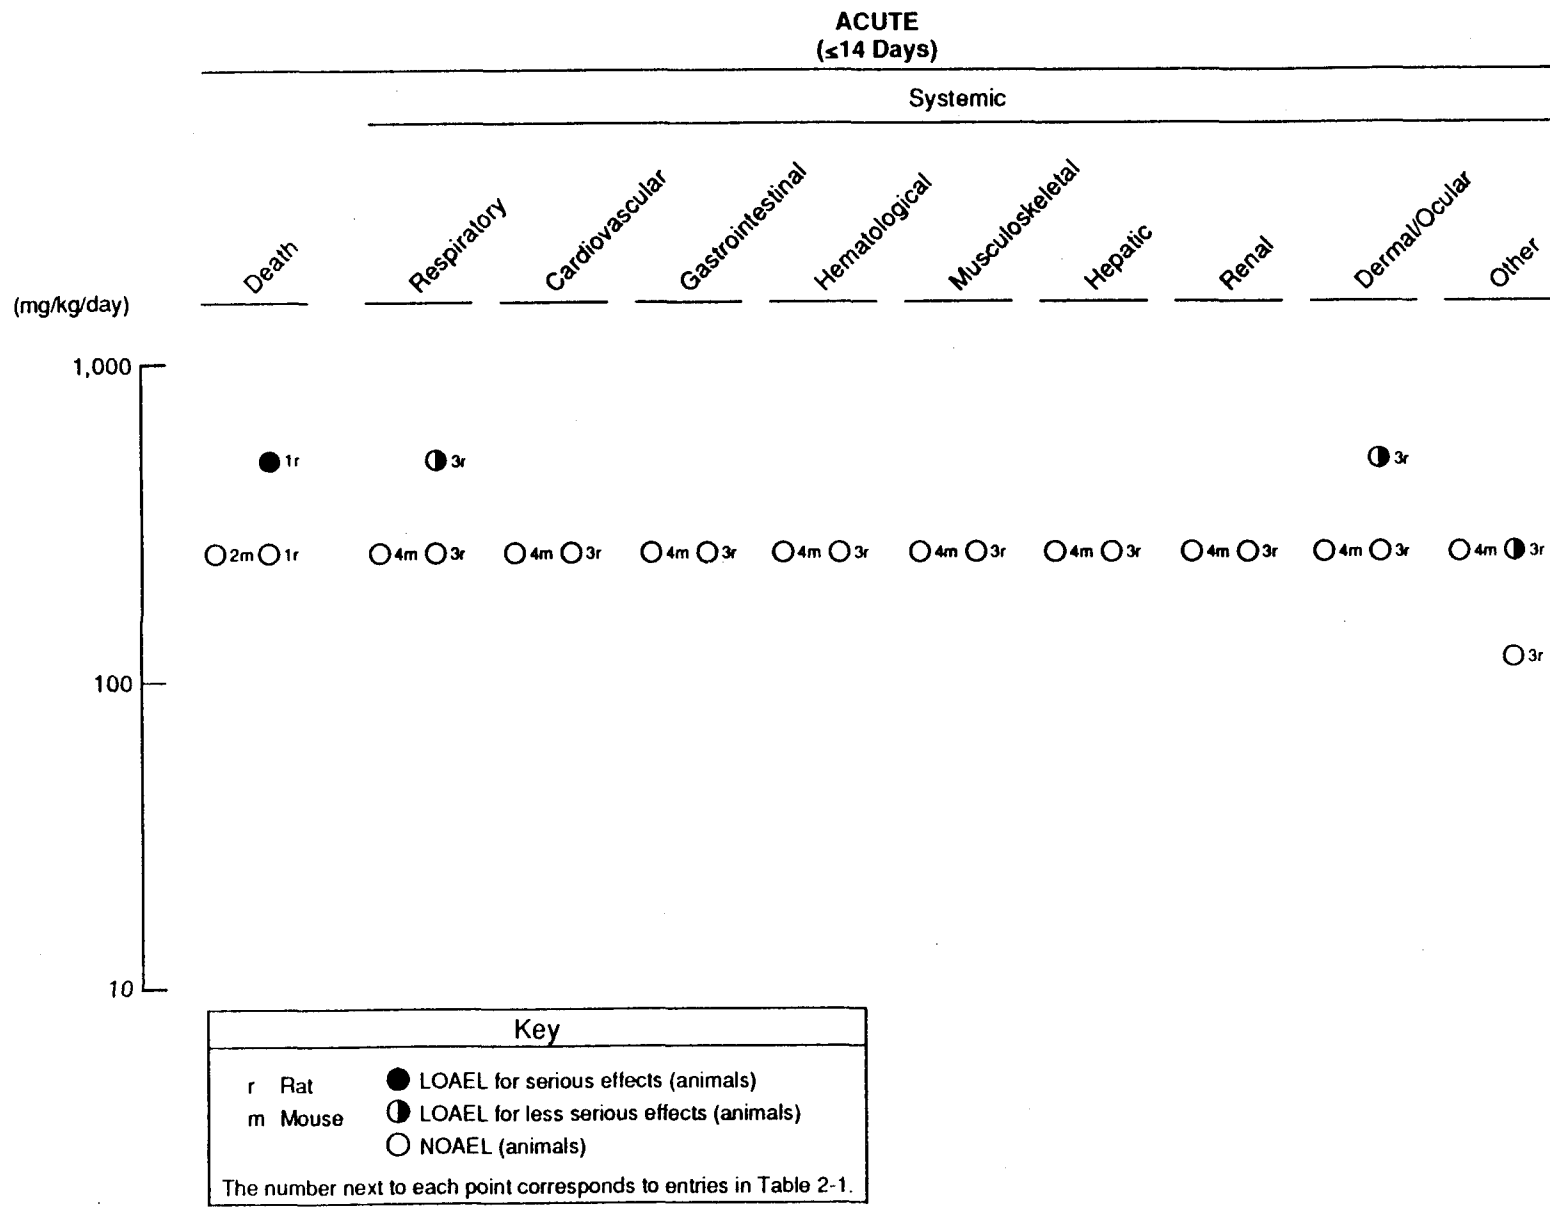 ACUTE
(≤14 Days)
Systemic
Death
Respiratory
Cardiovascular
Gastrointestinal
Hematological
Musculoskeletal
Hepatic
Renal
Dermal/Ocular
Other
(mg/kg/day)
1,000
1r 3r 3r
2m 1r 4m 3r 4m 3r 4m 3r 4m 3r 4m 3r 4m 3r 4m 3r 4m 3r 4m 3r
3r
100
10
Key
r Rat LOAEL for serious effects (animals)
m Mouse LOAEL for less serious effects (animals)
NOAEL (animals)
The number next to each point corresponds to entries in Table 2-1.